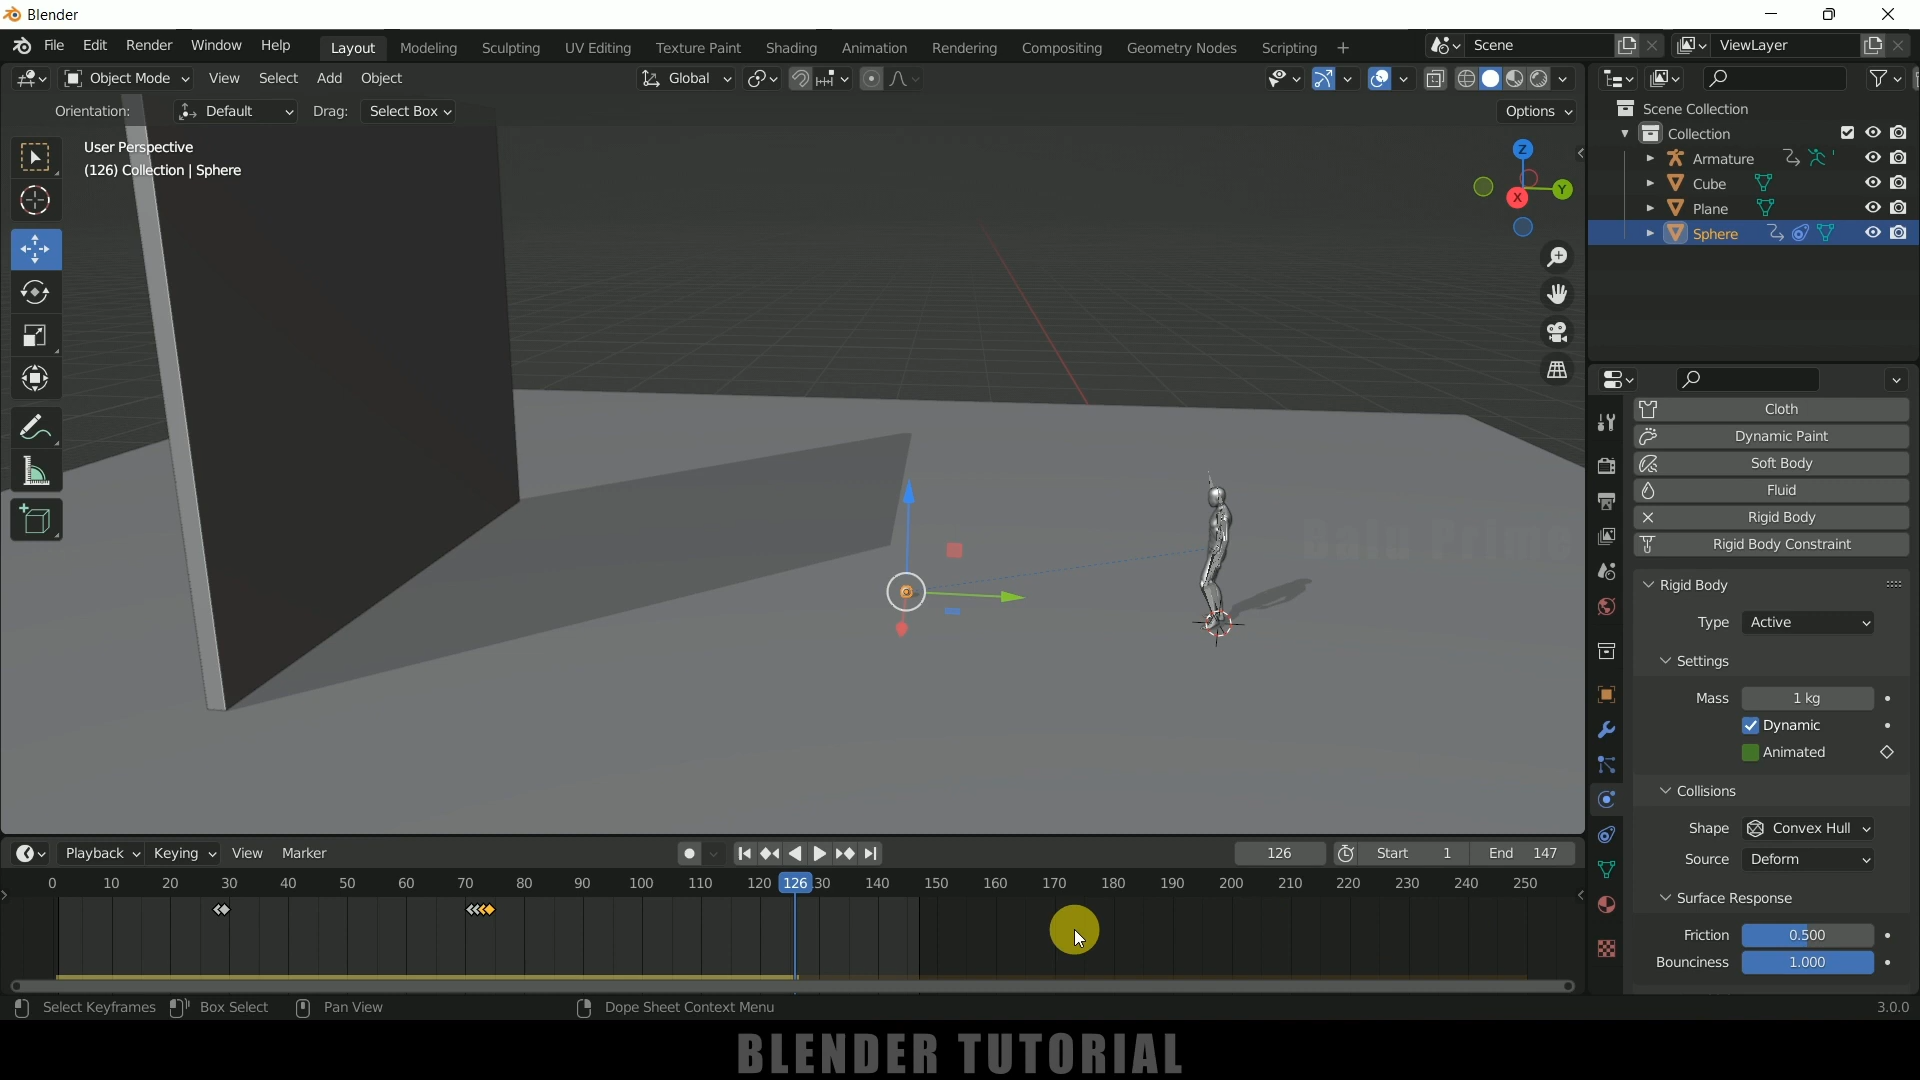 Blender
File Edit Render Window Help Layout Modeling Sculpting UV Editing Texture Paint Shading Animation Rendering Compositing Geometry Nodes Scripting + Scene ViewLayer
Object Mode View Select Add Object Global
Orientation: Default Drag: Select Box Options
User Perspective
(126) Collection | Sphere
Z
Y
X
Scene Collection
Collection
Armature
Cube
Plane
Sphere
Cloth
Dynamic Paint
Soft Body
Fluid
Rigid Body
Rigid Body Constraint
Rigid Body
Type Active
Settings
Mass 1 kg
Dynamic
Animated
Collisions
Shape Convex Hull
Source Deform
Surface Response
Friction 0.500
Bounciness 1.000
Playback Keying View Marker 126 Start 1 End 147
0 10 20 30 40 50 60 70 80 90 100 110 120 126 30 140 150 160 170 180 190 200 210 220 230 240 250
Select Keyframes Box Select Pan View Dope Sheet Context Menu 3.0.0
BLENDER TUTORIAL